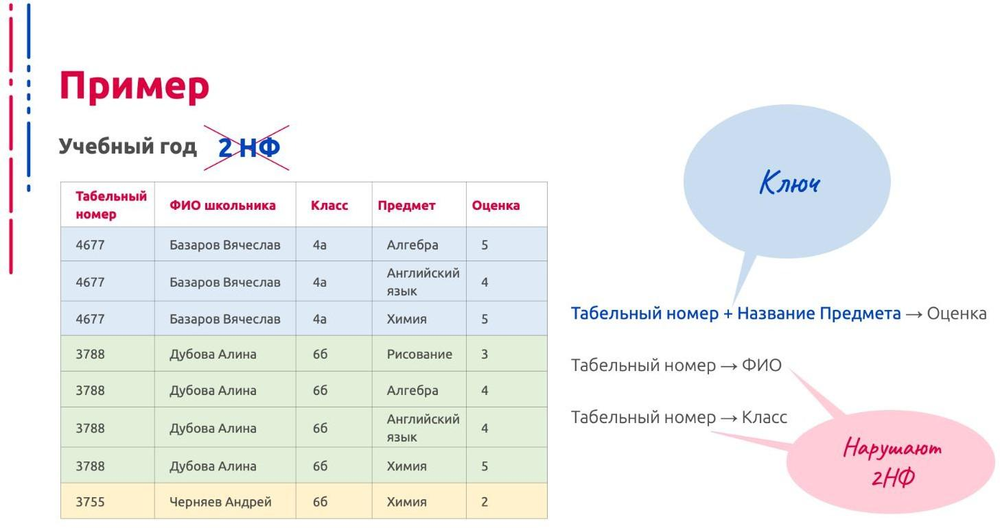 Пример
Учебный год 2 НФ
Табельный номер ФИО школьника Класс Предмет Оценка
4677 Базаров Вячеслав 4а Алгебра 5
4677 Базаров Вячеслав 4а Английский язык 4
4677 Базаров Вячеслав 4а Химия 5
3788 Дубова Алина 6б Рисование 3
3788 Дубова Алина 6б Алгебра 4
3788 Дубова Алина 6б Английский язык 4
3788 Дубова Алина 6б Химия 5
3755 Черняев Андрей 6б Химия 2
Ключ
Табельный номер + Название Предмета → Оценка
Табельный номер → ФИО
Табельный номер → Класс
Нарушают
2НФ